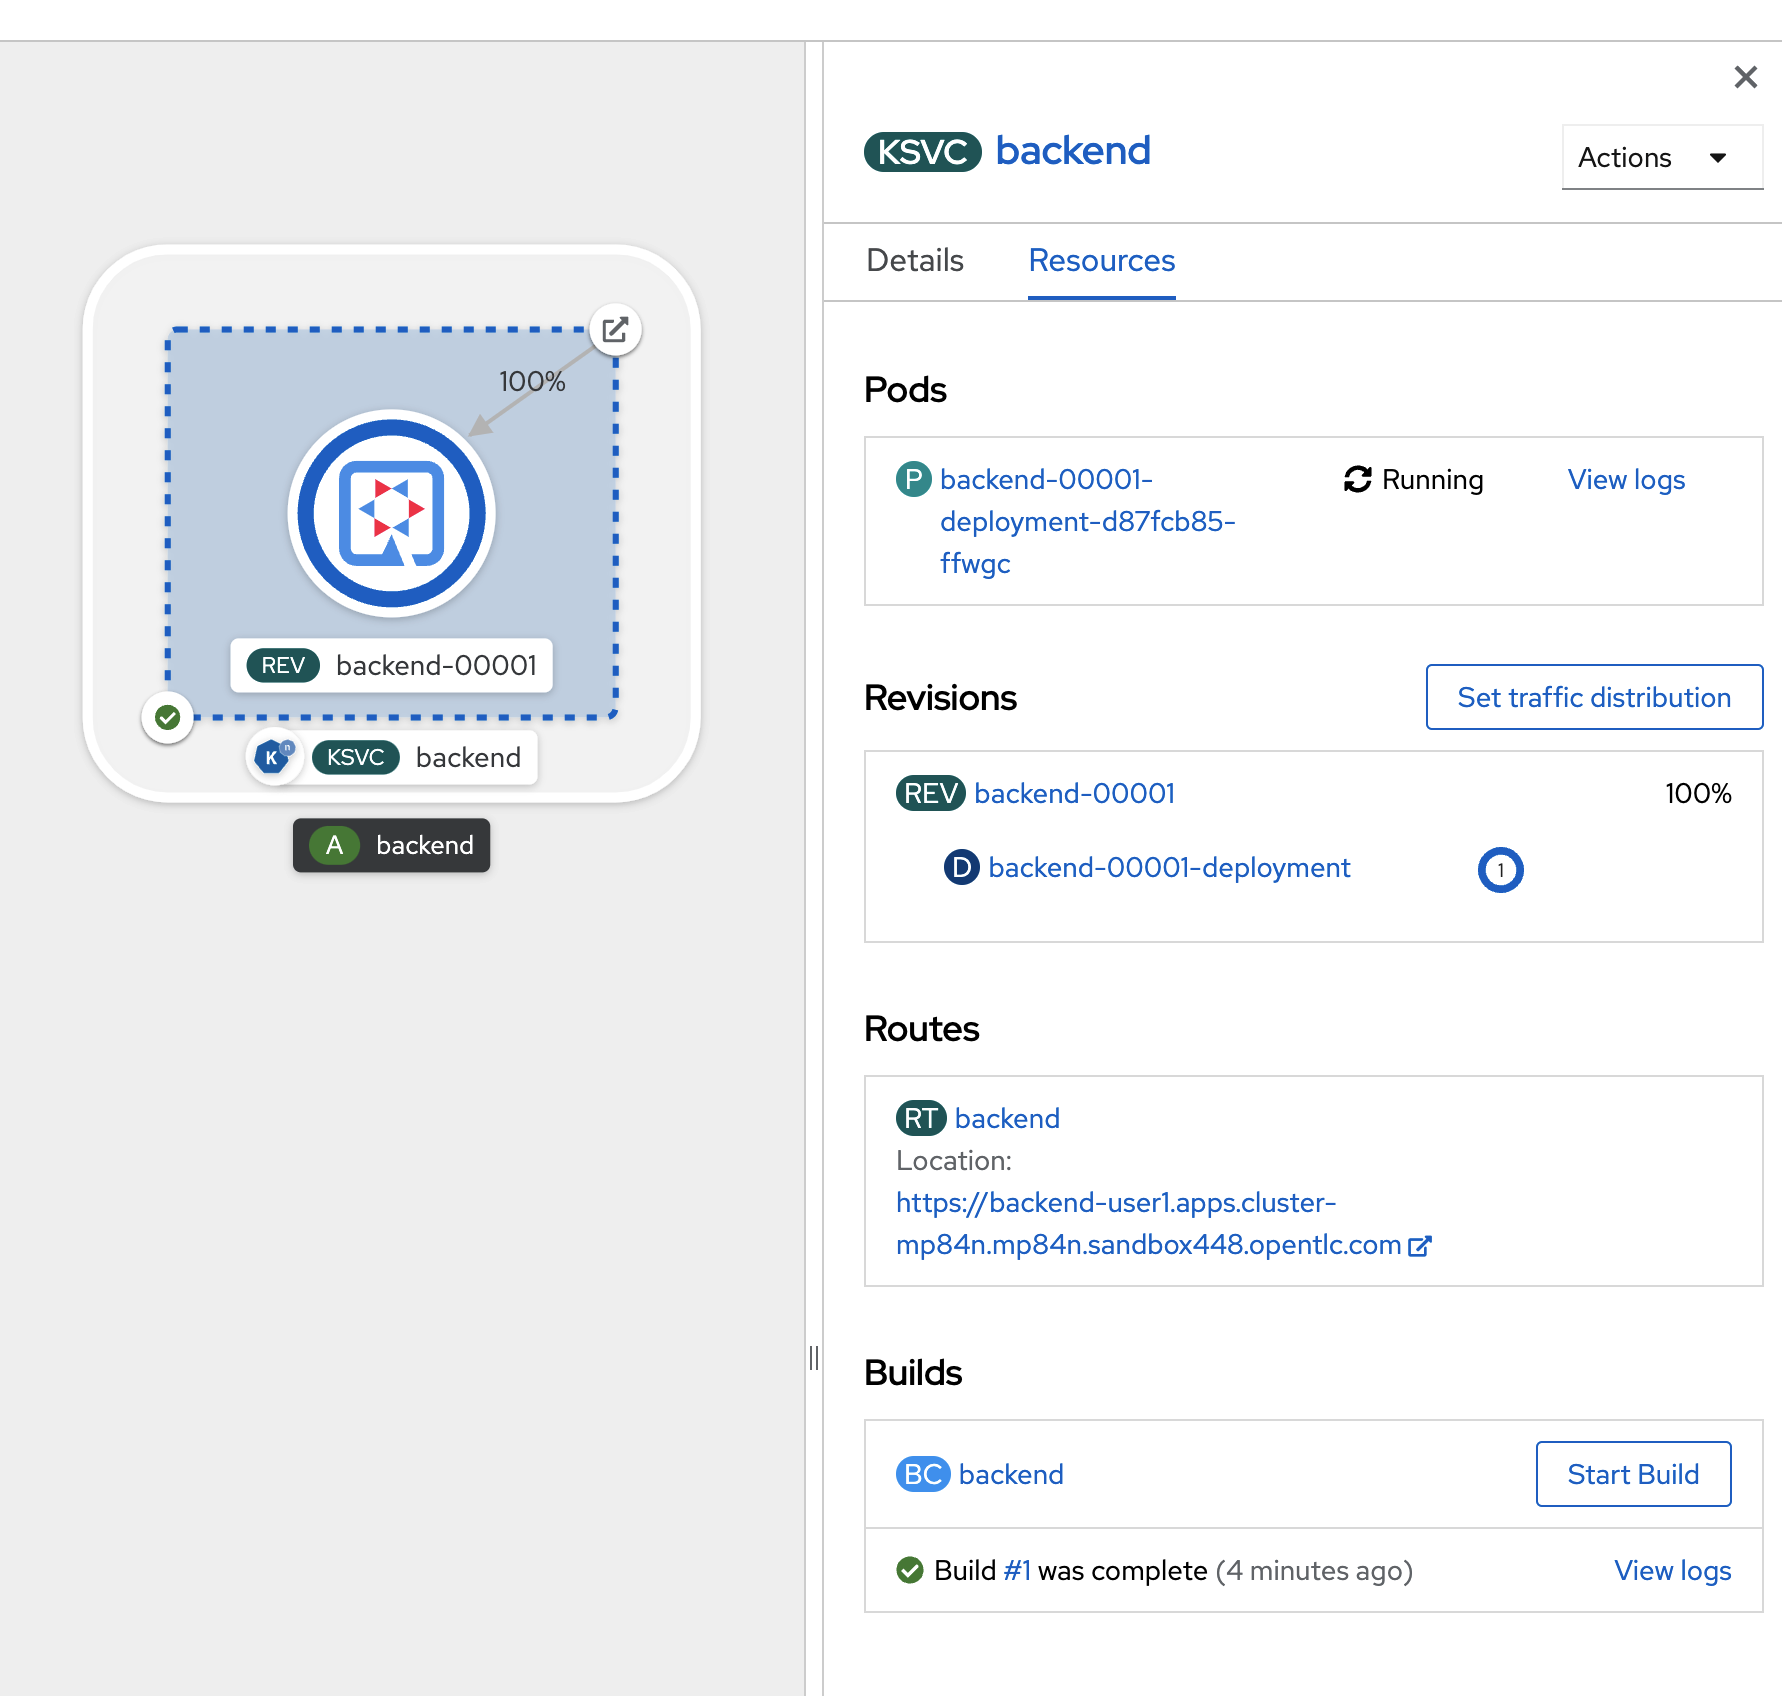 100%
REV backend-00001
K n KSVC backend
A backend
KSVC backend
Actions
Details Resources
Pods
P backend-00001- Running View logs
deployment-d87fcb85-
ffwgc
Revisions Set traffic distribution
REV backend-00001 100%
D backend-00001-deployment 1
Routes
RT backend
Location:
https://backend-user1.apps.cluster-
mp84n.mp84n.sandbox448.opentlc.com
Builds
BC backend Start Build
Build #1 was complete (4 minutes ago) View logs